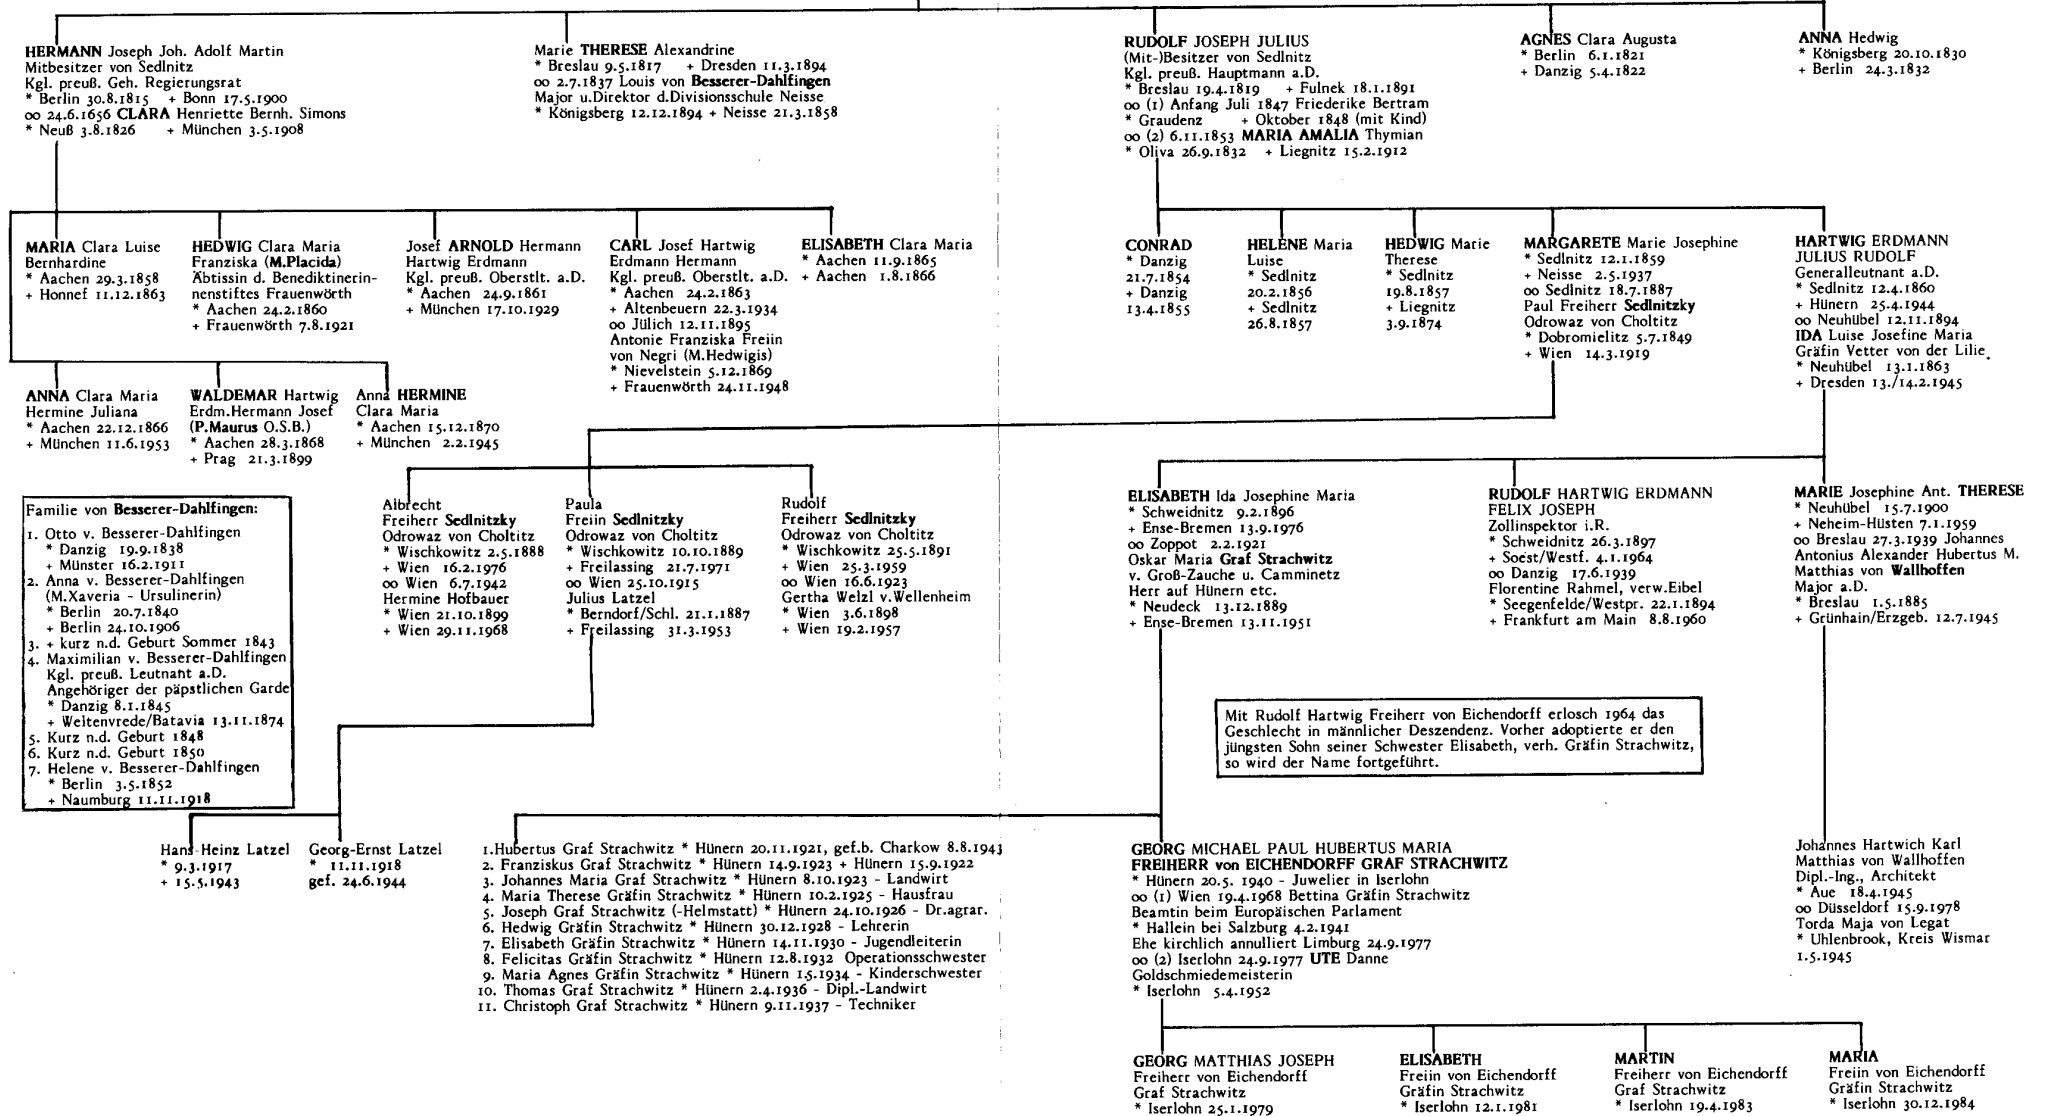 HERMANN Joseph Joh. Adolf Martin
Mitbesitzer von Sedlnitz
Kgl. preuß. Geh. Regierungsrat
* Berlin 30.8.1815 + Bonn 17.5.1900
oo 24.6.1656 CLARA Henriette Bernh. Simons
* Neuß 3.8.1826 + München 3.5.1908
Marie THERESE Alexandrine
* Breslau 9.5.1817 + Dresden 11.3.1894
oo 2.7.1837 Louis von Besserer-Dahlfingen
Major u.Direktor d.Divisionsschule Neisse
* Königsberg 12.12.1894 + Neisse 21.3.1858
RUDOLF JOSEPH JULIUS
(Mit-)Besitzer von Sedlnitz
Kgl. preuß. Hauptmann a.D.
* Breslau 19.4.1819 + Fulnek 18.1.1891
oo (1) Anfang Juli 1847 Friederike Bertram
* Graudenz + Oktober 1848 (mit Kind)
oo (2) 6.11.1853 MARIA AMALIA Thymian
* Oliva 26.9.1832 + Liegnitz 15.2.1912
AGNES Clara Augusta
* Berlin 6.1.1821
+ Danzig 5.4.1822
ANNA Hedwig
* Königsberg 20.10.1830
+ Berlin 24.3.1832
MARIA Clara Luise
Bernhardine
* Aachen 29.3.1858
+ Honnef 11.12.1863
HEDWIG Clara Maria
Franziska (M.Placida)
Äbtissin d. Benediktinerin-
nenstiftes Frauenwörth
* Aachen 24.2.1860
+ Frauenwörth 7.8.1921
Josef ARNOLD Hermann
Hartwig Erdmann
Kgl. preuß. Oberstlt. a.D.
* Aachen 24.9.1861
+ München 17.10.1929
CARL Josef Hartwig
Erdmann Hermann
Kgl. preuß. Oberstlt. a.D.
* Aachen 24.2.1863
+ Altenbeuern 22.3.1934
oo Jülich 12.11.1895
Antonie Franziska Freiin
von Negri (M.Hedwigis)
* Nievelstein 5.12.1869
+ Frauenwörth 24.11.1948
ELISABETH Clara Maria
* Aachen 11.9.1865
+ Aachen 1.8.1866
CONRAD
* Danzig
21.7.1854
+ Danzig
13.4.1855
HELENE Maria
Luise
* Sedlnitz
20.2.1856
+ Sedlnitz
26.8.1857
HEDWIG Marie
Therese
* Sedlnitz
19.8.1857
+ Liegnitz
3.9.1874
MARGARETE Marie Josephine
* Sedlnitz 12.1.1859
+ Neisse 2.5.1937
oo Sedlnitz 18.7.1887
Paul Freiherr Sedlnitzky
Odrowaz von Choltitz
* Dobromielitz 5.7.1849
+ Wien 14.3.1919
HARTWIG ERDMANN
JULIUS RUDOLF
Generalleutnant a.D.
* Sedlnitz 12.4.1860
+ Hünern 25.4.1944
oo Neuhübel 12.11.1894
IDA Luise Josefine Maria
Gräfin Vetter von der Lilie
* Neuhübel 13.1.1863
+ Dresden 13./14.2.1945
ANNA Clara Maria
Hermine Juliana
* Aachen 22.12.1866
+ München 11.6.1953
WALDEMAR Hartwig
Erdm.Hermann Josef
(P.Maurus O.S.B.)
* Aachen 28.3.1868
+ Prag 21.3.1899
Anna HERMINE
Clara Maria
* Aachen 15.12.1870
+ München 2.2.1945
Albrecht
Freiherr Sedlnitzky
Odrowaz von Choltitz
* Wischkowitz 2.5.1888
+ Wien 16.2.1976
oo Wien 6.7.1942
Hermine Hofbauer
* Wien 21.10.1899
+ Wien 29.11.1968
Paula
Freiin Sedlnitzky
Odrowaz von Choltitz
* Wischkowitz 10.10.1889
+ Freilassing 21.7.1971
oo Wien 25.10.1915
Julius Latzel
* Berndorf/Schl. 21.1.1887
+ Freilassing 31.3.1953
Rudolf
Freiherr Sedlnitzky
Odrowaz von Choltitz
* Wischkowitz 25.5.1891
+ Wien 25.3.1959
oo Wien 16.6.1923
Gertha Welzl v.Wellenheim
* Wien 3.6.1898
+ Wien 19.2.1957
ELISABETH Ida Josephine Maria
* Schweidnitz 9.2.1896
+ Ense-Bremen 13.9.1976
oo Zoppot 2.2.1921
Oskar Maria Graf Strachwitz
v. Groß-Zauche u. Camminetz
Herr auf Hünern etc.
* Neudeck 13.12.1889
+ Ense-Bremen 13.11.1951
RUDOLF HARTWIG ERDMANN
FELIX JOSEPH
Zollinspektor i.R.
* Schweidnitz 26.3.1897
+ Soest/Westf. 4.1.1964
oo Danzig 17.6.1939
Florentine Rahmel, verw.Eibel
* Seegenfelde/Westpr. 22.1.1894
+ Frankfurt am Main 8.8.1960
MARIE Josephine Ant. THERESE
* Neuhübel 15.7.1900
+ Neheim-Hüsten 7.1.1959
oo Breslau 27.3.1939 Johannes
Antonius Alexander Hubertus M.
Matthias von Wallhoffen
Major a.D.
* Breslau 1.5.1885
+ Grünhain/Erzgeb. 12.7.1945
Familie von Besserer-Dahlfingen:
1. Otto v. Besserer-Dahlfingen
* Danzig 19.9.1838
+ Münster 16.2.1911
2. Anna v. Besserer-Dahlfingen
(M.Xaveria - Ursulinerin)
* Berlin 20.7.1840
+ Berlin 24.10.1906
3. + kurz n.d. Geburt Sommer 1843
4. Maximilian v. Besserer-Dahlfingen
Kgl. preuß. Leutnant a.D.
Angehöriger der päpstlichen Garde
* Danzig 8.1.1845
+ Weltenvrede/Batavia 13.11.1874
5. Kurz n.d. Geburt 1848
6. Kurz n.d. Geburt 1850
7. Helene v. Besserer-Dahlfingen
* Berlin 3.5.1852
+ Naumburg 11.11.1918
Mit Rudolf Hartwig Freiherr von Eichendorff erlosch 1964 das
Geschlecht in männlicher Deszendenz. Vorher adoptierte er den
jüngsten Sohn seiner Schwester Elisabeth, verh. Gräfin Strachwitz,
so wird der Name fortgeführt.
Hans-Heinz Latzel
* 9.3.1917
+ 15.5.1943
Georg-Ernst Latzel
* 11.11.1918
gef. 24.6.1944
1.Hubertus Graf Strachwitz * Hünern 20.11.1921, gef.b. Charkow 8.8.1943
2. Franziskus Graf Strachwitz * Hünern 14.9.1923 + Hünern 15.9.1922
3. Johannes Maria Graf Strachwitz * Hünern 8.10.1923 - Landwirt
4. Maria Therese Gräfin Strachwitz * Hünern 10.2.1925 - Hausfrau
5. Joseph Graf Strachwitz (-Helmstatt) * Hünern 24.10.1926 - Dr.agrar.
6. Hedwig Gräfin Strachwitz * Hünern 30.12.1928 - Lehrerin
7. Elisabeth Gräfin Strachwitz * Hünern 14.11.1930 - Jugendleiterin
8. Felicitas Gräfin Strachwitz * Hünern 12.8.1932 Operationsschwester
9. Maria Agnes Gräfin Strachwitz * Hünern 1.5.1934 - Kinderschwester
10. Thomas Graf Strachwitz * Hünern 2.4.1936 - Dipl.-Landwirt
11. Christoph Graf Strachwitz * Hünern 9.11.1937 - Techniker
GEORG MICHAEL PAUL HUBERTUS MARIA
FREIHERR von EICHENDORFF GRAF STRACHWITZ
* Hünern 20.5. 1940 - Juwelier in Iserlohn
oo (1) Wien 19.4.1968 Bettina Gräfin Strachwitz
Beamtin beim Europäischen Parlament
* Hallein bei Salzburg 4.2.1941
Ehe kirchlich annulliert Limburg 24.9.1977
oo (2) Iserlohn 24.9.1977 UTE Danne
Goldschmiedemeisterin
* Iserlohn 5.4.1952
Johannes Hartwich Karl
Matthias von Wallhoffen
Dipl.-Ing., Architekt
* Aue 18.4.1945
oo Düsseldorf 15.9.1978
Torda Maja von Legat
* Uhlenbrook, Kreis Wismar
1.5.1945
GEORG MATTHIAS JOSEPH
Freiherr von Eichendorff
Graf Strachwitz
* Iserlohn 25.1.1979
ELISABETH
Freiin von Eichendorff
Gräfin Strachwitz
* Iserlohn 12.1.1981
MARTIN
Freiherr von Eichendorff
Graf Strachwitz
* Iserlohn 19.4.1983
MARIA
Freiin von Eichendorff
Gräfin Strachwitz
* Iserlohn 30.12.1984